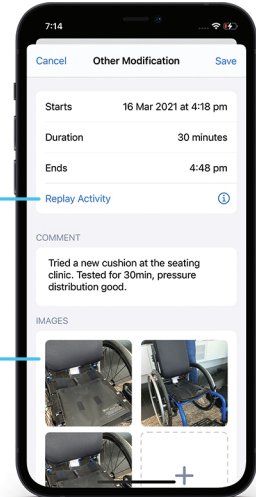 7:14
Cancel Other Modification Save
Starts 16 Mar 2021 at 4:18 pm
Duration 30 minutes
Ends 4:48 pm
Replay Activity
COMMENT
Tried a new cushion at the seating
clinic. Tested for 30min, pressure
distribution good.
IMAGES